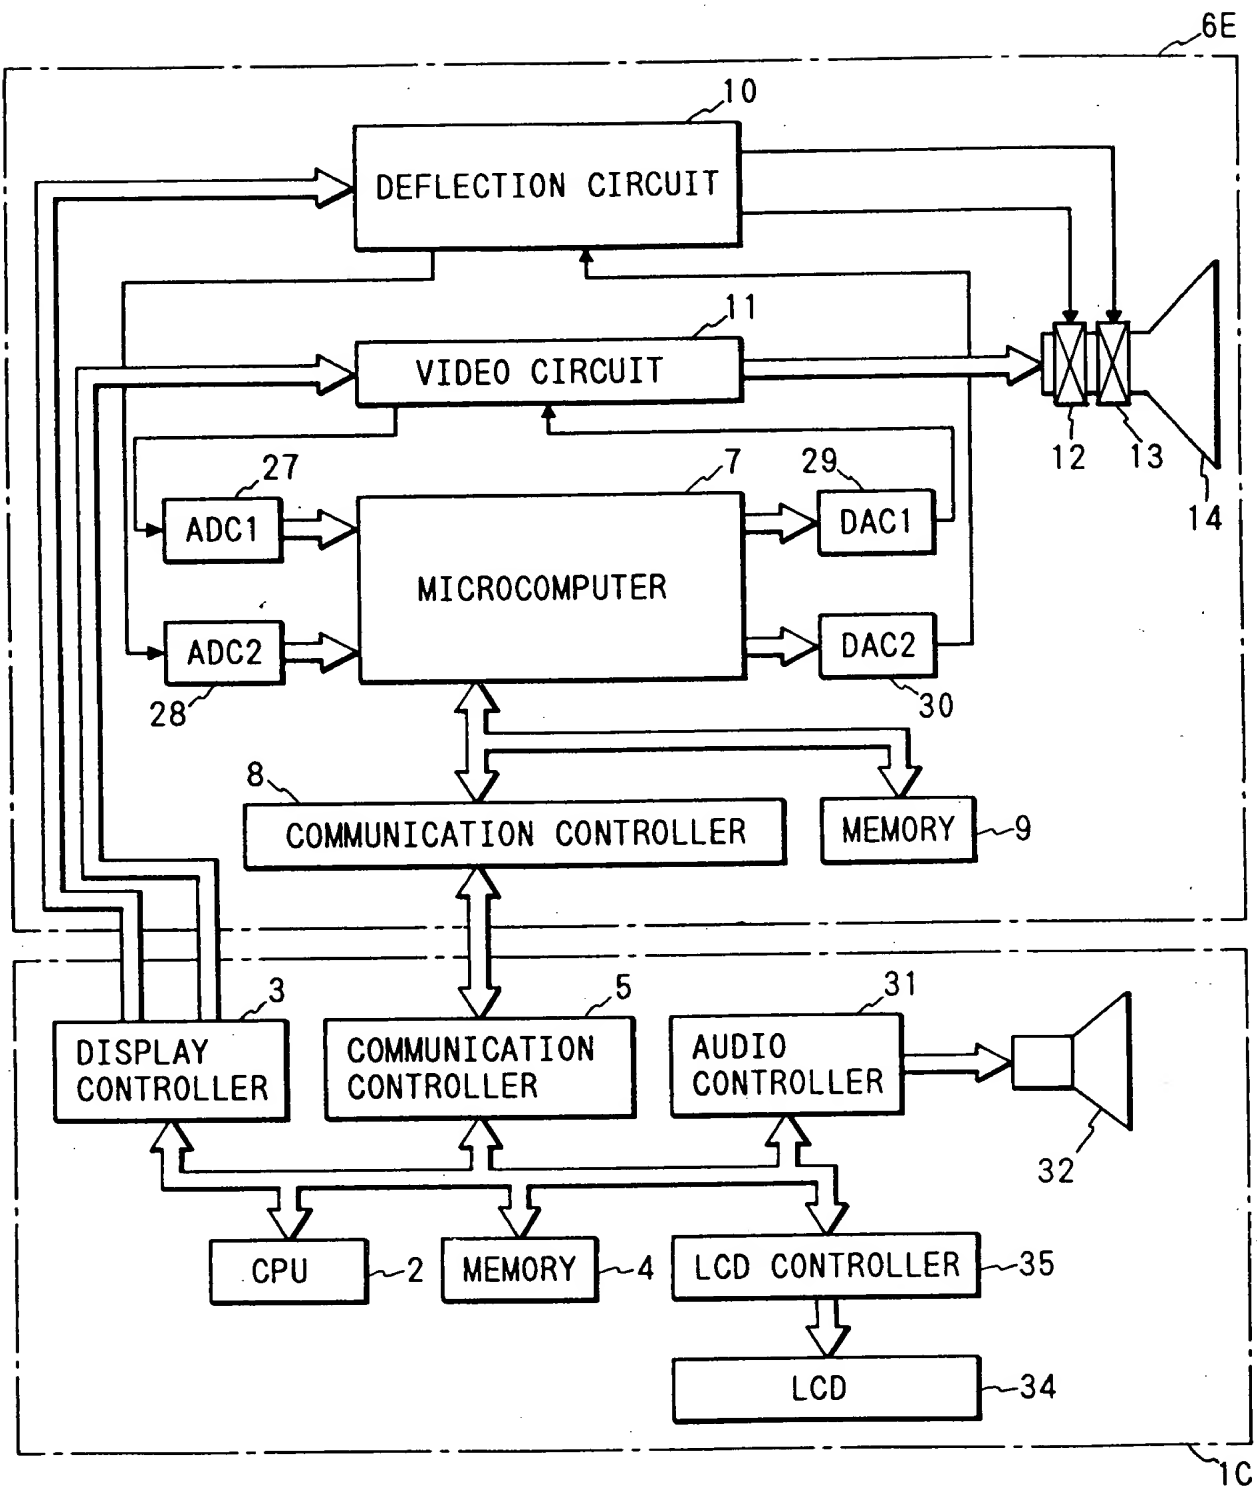 6E
10
DEFLECTION CIRCUIT
11
VIDEO CIRCUIT
12
13
14
27
ADC1
7
MICROCOMPUTER
29
DAC1
ADC2
28
DAC2
30
8
COMMUNICATION CONTROLLER
MEMORY
9
3
DISPLAY
CONTROLLER
5
COMMUNICATION
CONTROLLER
31
AUDIO
CONTROLLER
32
CPU
2
MEMORY
4
LCD CONTROLLER
35
LCD
34
1C